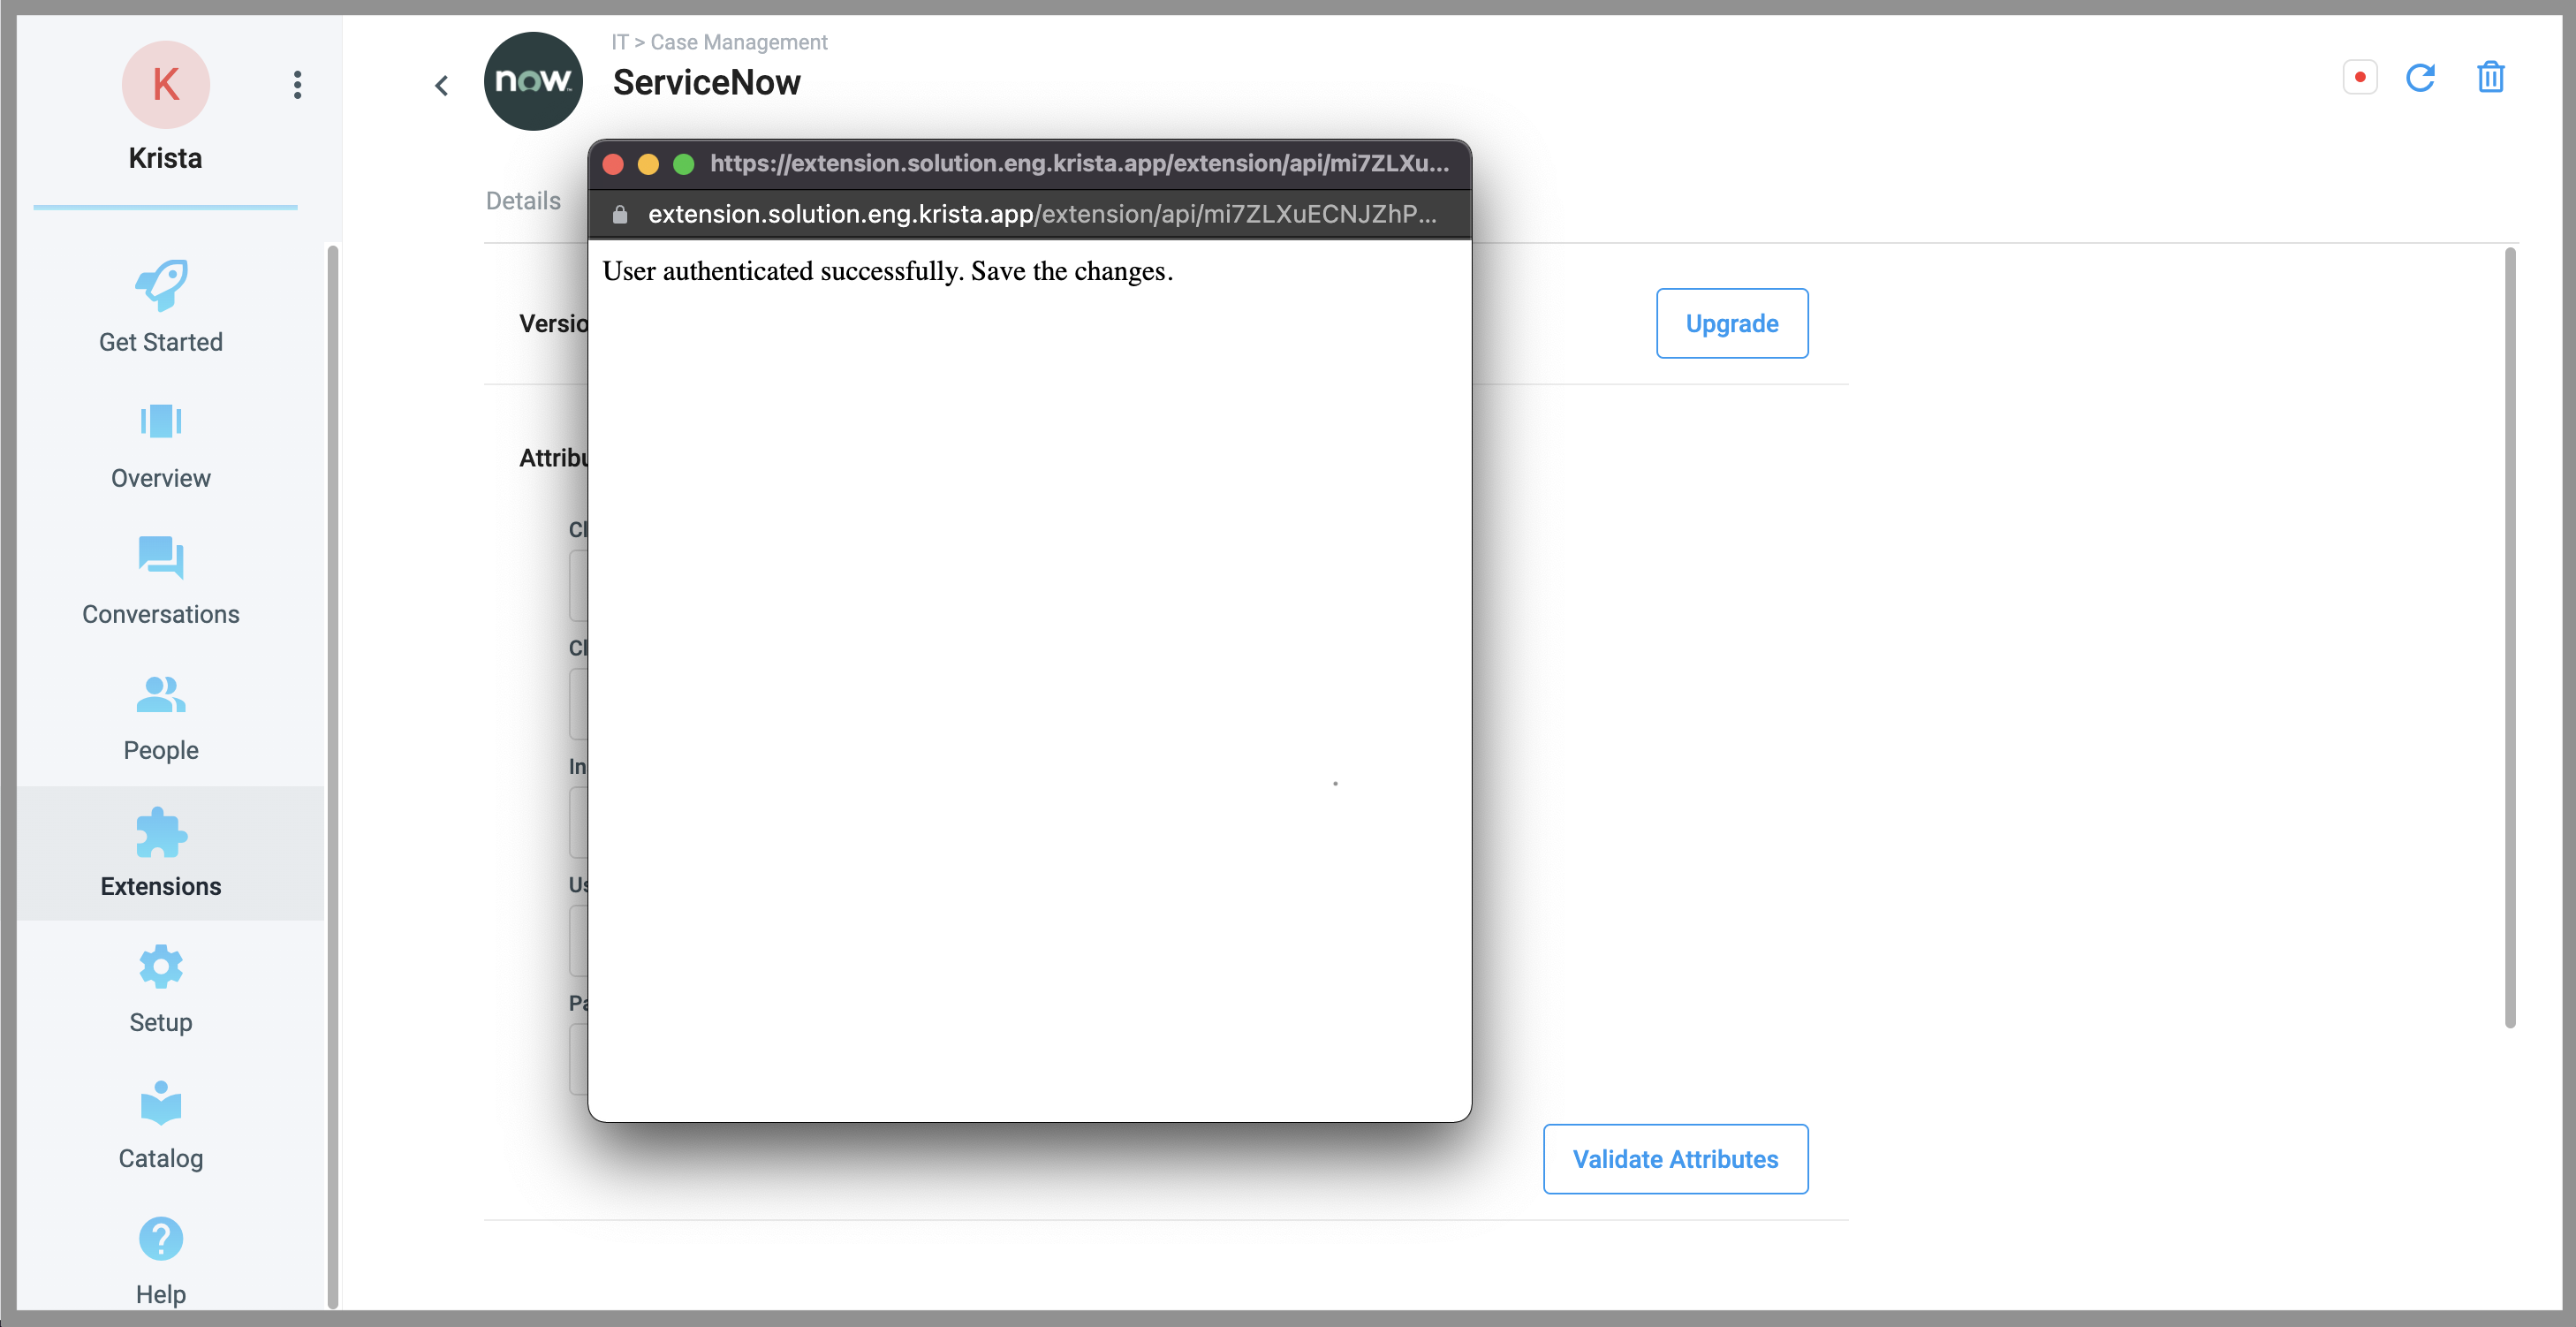 K
Krista
Get Started
Overview
Conversations
People
Extensions
Setup
Catalog
?
Help
now
IT > Case Management
ServiceNow
Details
https://extension.solution.eng.krista.app/extension/api/mi7ZLXu...
extension.solution.eng.krista.app/extension/api/mi7ZLXuECNJZhP...
User authenticated successfully. Save the changes.
Versio
Upgrade
Attribu
Cl
Cl
In
Us
Pa
Validate Attributes